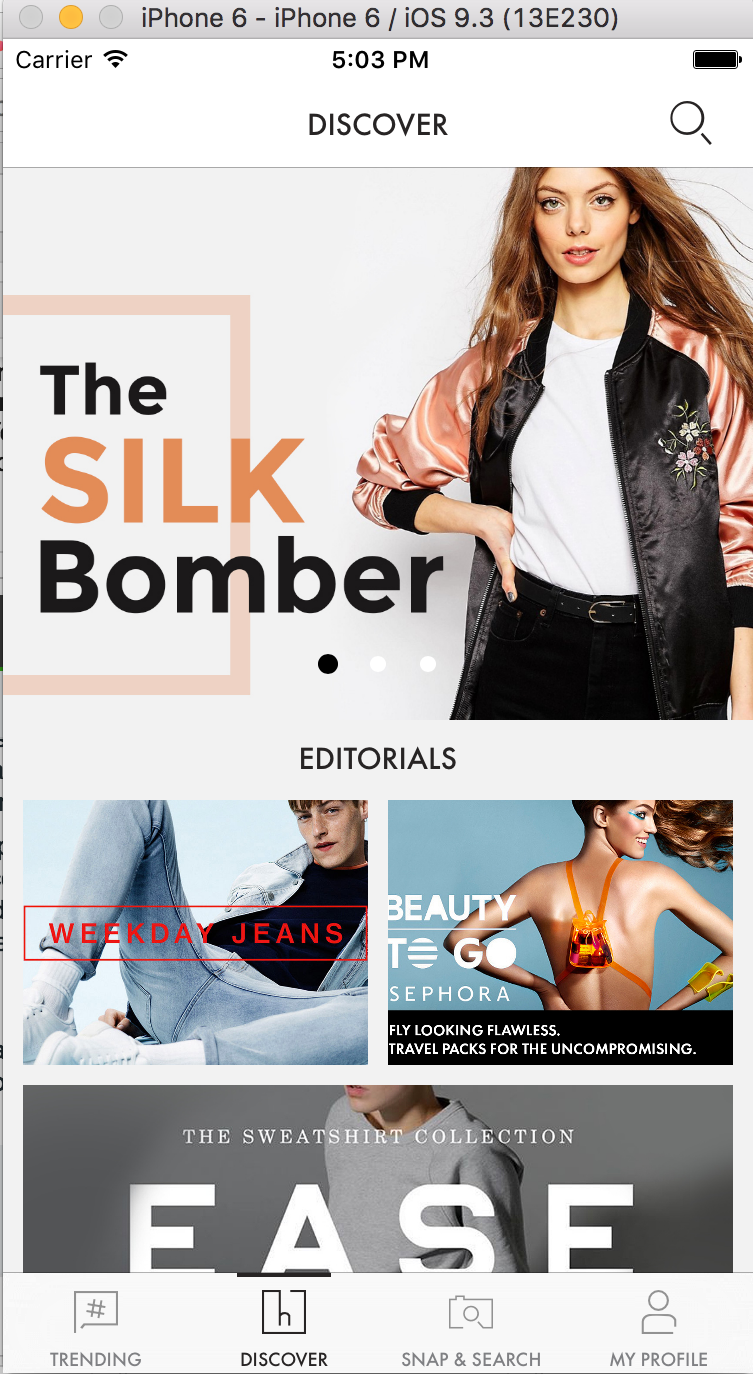 iPhone 6 - iPhone 6 / iOS 9.3 (13E230)
Carrier 5:03 PM
DISCOVER
The
SILK
Bomber
EDITORIALS
WEEKDAY JEANS
BEAUTY
TO GO
SEPHORA
FLY LOOKING FLAWLESS.
TRAVEL PACKS FOR THE UNCOMPROMISING.
THE SWEATSHIRT COLLECTION
EASE
#
h
TRENDING DISCOVER SNAP & SEARCH MY PROFILE